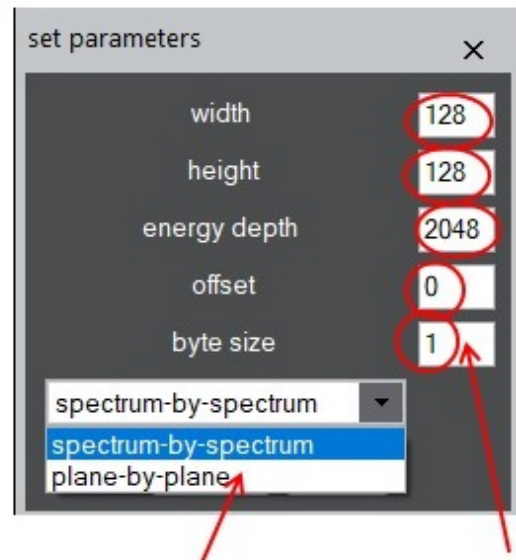 set parameters ×
width 128
height 128
energy depth 2048
offset 0
byte size 1
spectrum-by-spectrum
spectrum-by-spectrum
plane-by-plane